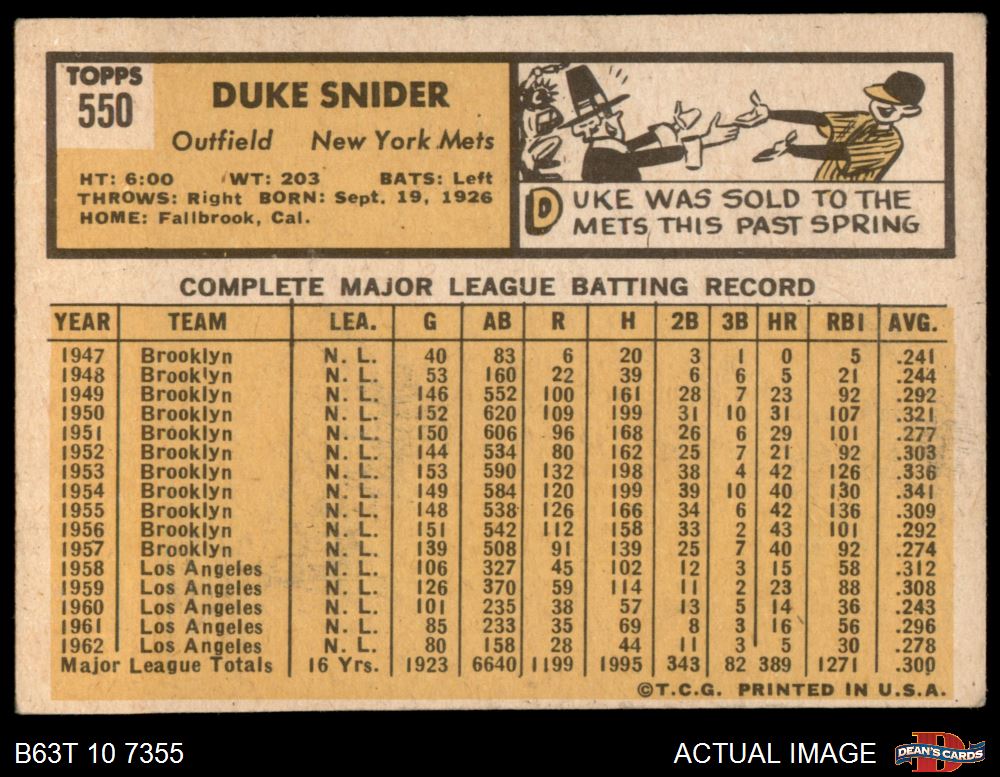 TOPPS
550
DUKE SNIDER
Outfield New York Mets
HT: 6:00 WT: 203 BATS: Left
THROWS: Right BORN: Sept. 19, 1926
HOME: Fallbrook, Cal.
DUKE WAS SOLD TO THE
METS THIS PAST SPRING
COMPLETE MAJOR LEAGUE BATTING RECORD
YEAR TEAM LEA. G AB R H 2B 3B HR RBI AVG.
1947 Brooklyn N. L. 40 83 6 20 3 1 0 5 .241
1948 Brooklyn N. L. 53 160 22 39 6 6 5 21 .244
1949 Brooklyn N. L. 146 552 100 161 28 7 23 92 .292
1950 Brooklyn N. L. 152 620 109 199 31 10 31 107 .321
1951 Brooklyn N. L. 150 606 96 168 26 6 29 101 .277
1952 Brooklyn N. L. 144 534 80 162 25 7 21 92 .303
1953 Brooklyn N. L. 153 590 132 198 38 4 42 126 .336
1954 Brooklyn N. L. 149 584 120 199 39 10 40 130 .341
1955 Brooklyn N. L. 148 538 126 166 34 6 42 136 .309
1956 Brooklyn N. L. 151 542 112 158 33 2 43 101 .292
1957 Brooklyn N. L. 139 508 91 139 25 7 40 92 .274
1958 Los Angeles N. L. 106 327 45 102 12 3 15 58 .312
1959 Los Angeles N. L. 126 370 59 114 11 2 23 88 .308
1960 Los Angeles N. L. 101 235 38 57 13 5 14 36 .243
1961 Los Angeles N. L. 85 233 35 69 8 3 16 56 .296
1962 Los Angeles N. L. 80 158 28 44 11 3 5 30 .278
Major League Totals 16 Yrs. 1923 6640 1199 1995 343 82 389 1271 .300
©T.C.G. PRINTED IN U.S.A.
B63T 10 7355 ACTUAL IMAGE DEAN'S CARDS